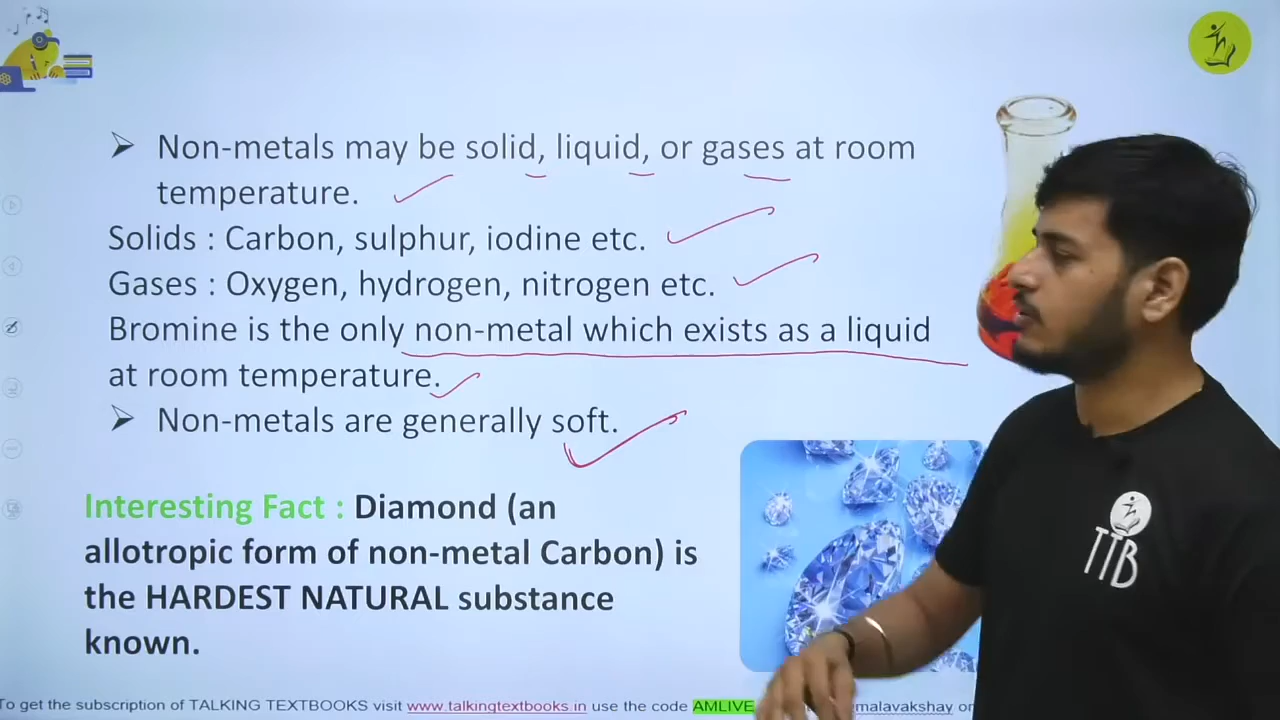 ➢ Non-metals may be solid, liquid, or gases at room
temperature.
Solids : Carbon, sulphur, iodine etc.
Gases : Oxygen, hydrogen, nitrogen etc.
Bromine is the only non-metal which exists as a liquid
at room temperature.
➢ Non-metals are generally soft.
Interesting Fact : Diamond (an
allotropic form of non-metal Carbon) is
the HARDEST NATURAL substance
known.
TTB
To get the subscription of TALKING TEXTBOOKS visit www.talkingtextbooks.in use the code AMLIVE malavakshay on